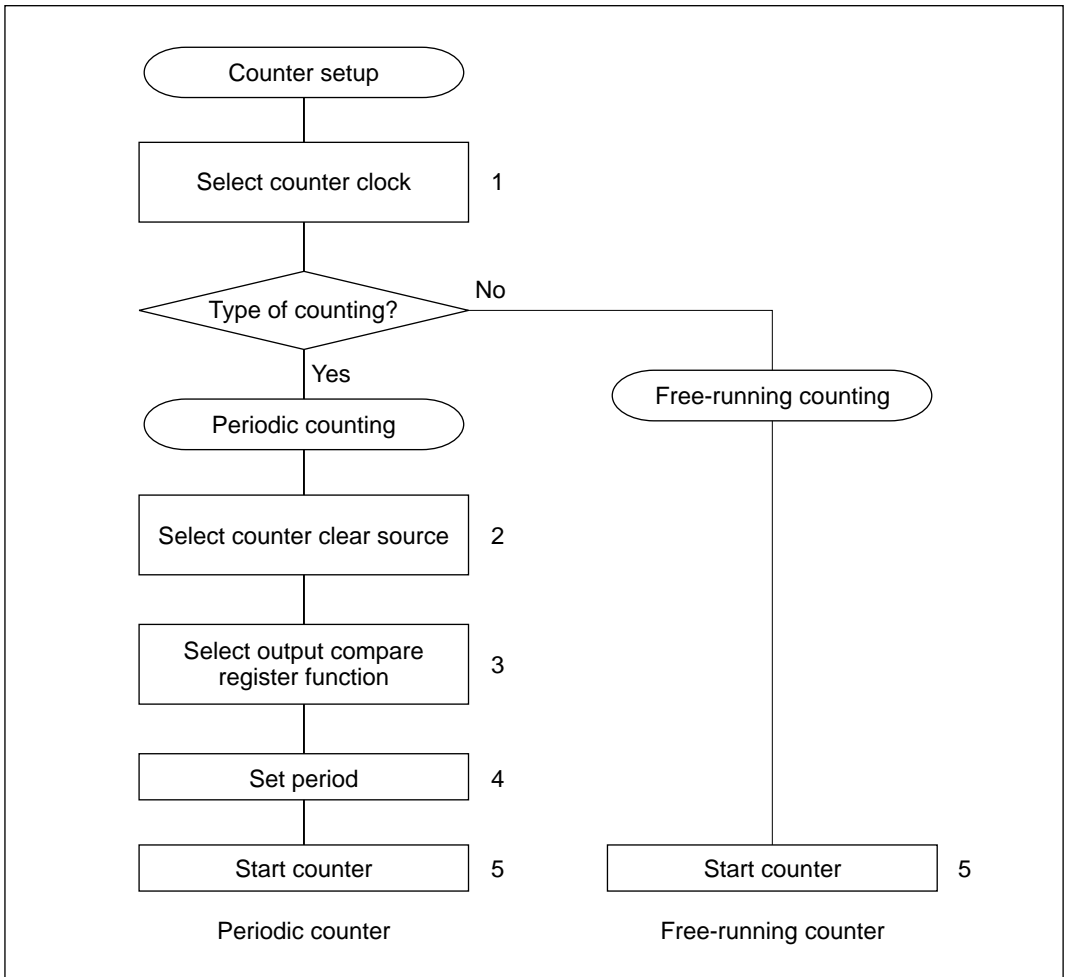 Counter setup
Select counter clock
1
Type of counting?
No
Yes
Periodic counting
Free-running counting
Select counter clear source
2
Select output compare
register function
3
Set period
4
Start counter
5
Start counter
5
Periodic counter
Free-running counter